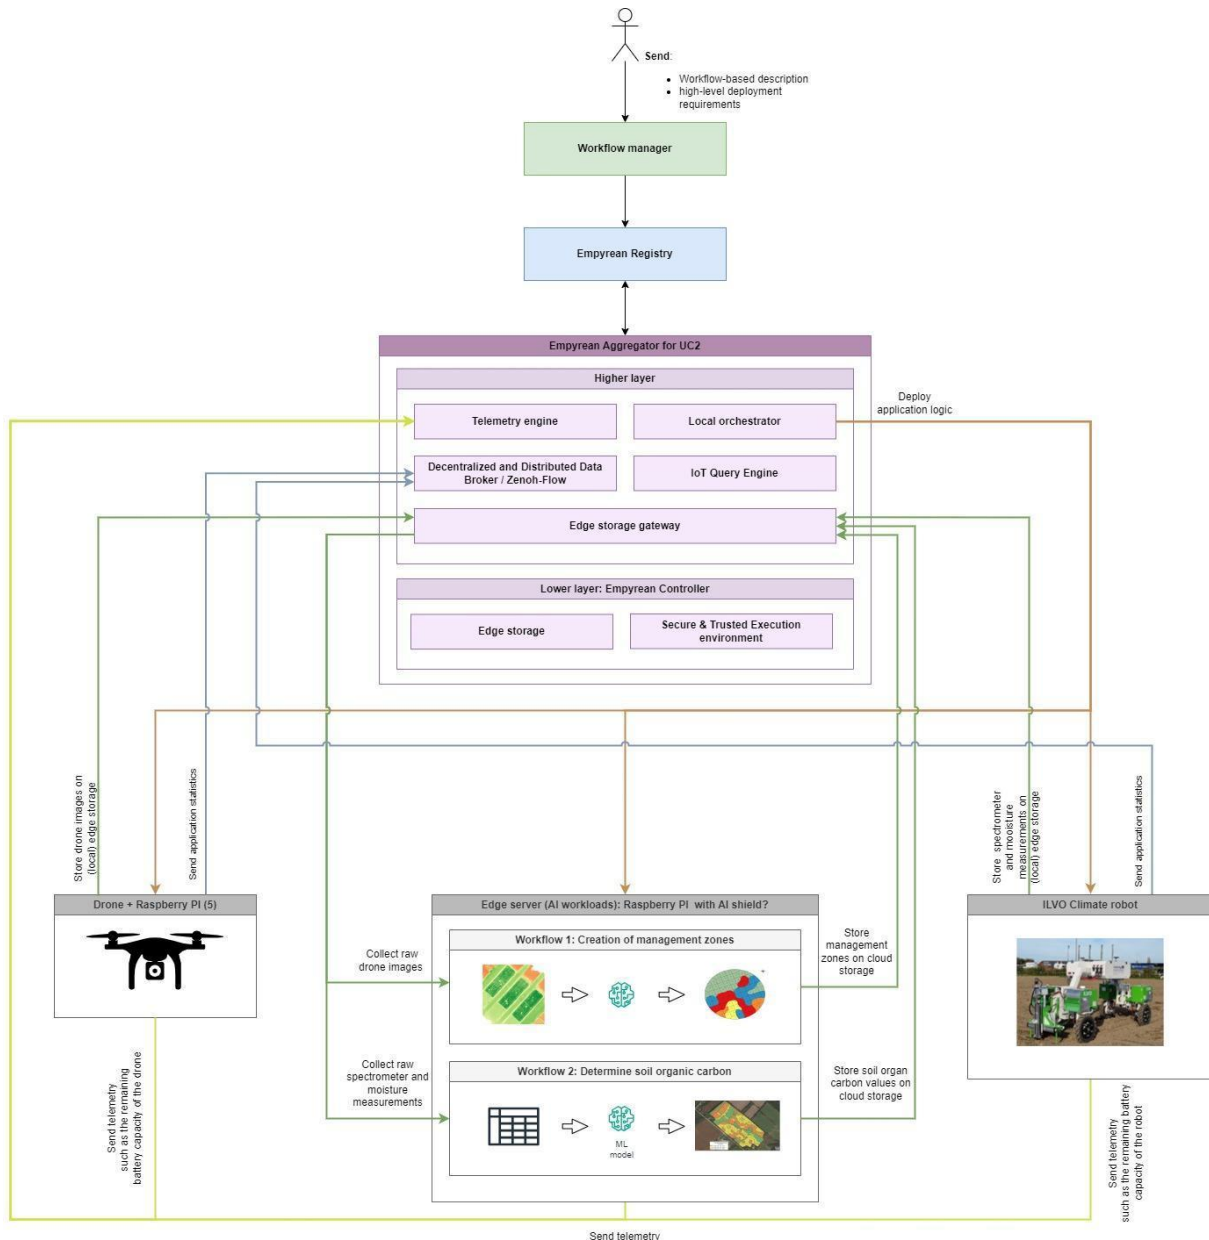 Send:
Workflow-based description
high-level deployment
requirements
Workflow manager
Empyrean Registry
Empyrean Aggregator for UC2
Higher layer
Telemetry engine
Local orchestrator
Deploy
application logic
Decentralized and Distributed Data
Broker / Zenoh-Flow
IoT Query Engine
Edge storage gateway
Lower layer: Empyrean Controller
Edge storage
Secure & Trusted Execution
environment
Store drone images on
(local) edge storage
Send application statistics
Store spectrometer
and mooisture
measurements on
(local) edge storage
Send application statistics
Drone + Raspberry PI (5)
Edge server (AI workloads): Raspberry PI with AI shield?
ILVO Climate robot
Collect raw
drone images
Workflow 1: Creation of management zones
Store
management
zones on cloud
storage
Collect raw
spectrometer and
moisture
measurements
Workflow 2: Determine soil organic carbon
ML
model
Store soil organ
carbon values on
cloud storage
Send telemetry
such as the remaining
battery capacity of the drone
Send telemetry
such as the remaining battery
capacity of the robot
Send telemetry